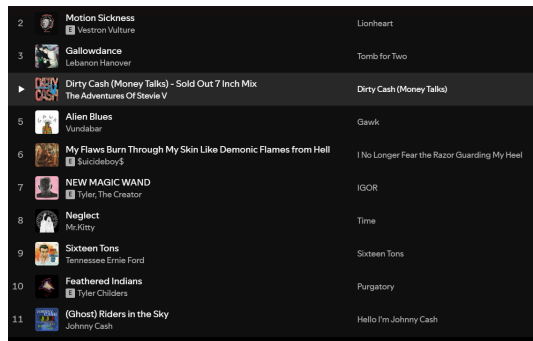 2
Motion Sickness
E Vestron Vulture
Lionheart
3
Gallowdance
Lebanon Hanover
Tomb for Two
DIRTY
CASH
Dirty Cash (Money Talks) - Sold Out 7 Inch Mix
The Adventures Of Stevie V
Dirty Cash (Money Talks)
5
Alien Blues
Vundabar
Gawk
6
My Flaws Burn Through My Skin Like Demonic Flames from Hell
E $uicideboy$
I No Longer Fear the Razor Guarding My Heel
7
NEW MAGIC WAND
E Tyler, The Creator
IGOR
8
Neglect
Mr.Kitty
Time
9
Sixteen Tons
Tennessee Ernie Ford
Sixteen Tons
10
Feathered Indians
E Tyler Childers
Purgatory
11
(Ghost) Riders in the Sky
Johnny Cash
Hello I'm Johnny Cash